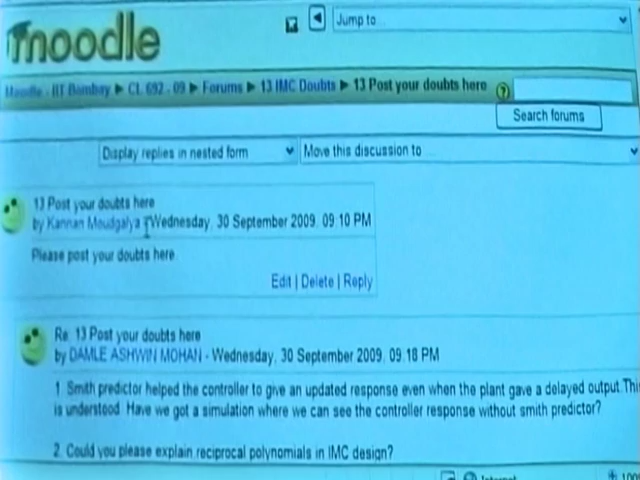 moodle
Jump to...
Moodle - IIT Bombay ► CL 692 - 09 ► Forums ► 13 IMC Doubts ► 13 Post your doubts here
Search forums
Display replies in nested form
Move this discussion to ...
13 Post your doubts here
by Kannan Moudgalya - Wednesday, 30 September 2009, 09:10 PM
Please post your doubts here.
Edit | Delete | Reply
Re: 13 Post your doubts here
by DAMLE ASHWIN MOHAN - Wednesday, 30 September 2009, 09:18 PM
1. Smith predictor helped the controller to give an updated response even when the plant gave a delayed output.This
is understood. Have we got a simulation where we can see the controller response without smith predictor?
2. Could you please explain reciprocal polynomials in IMC design?
Internet